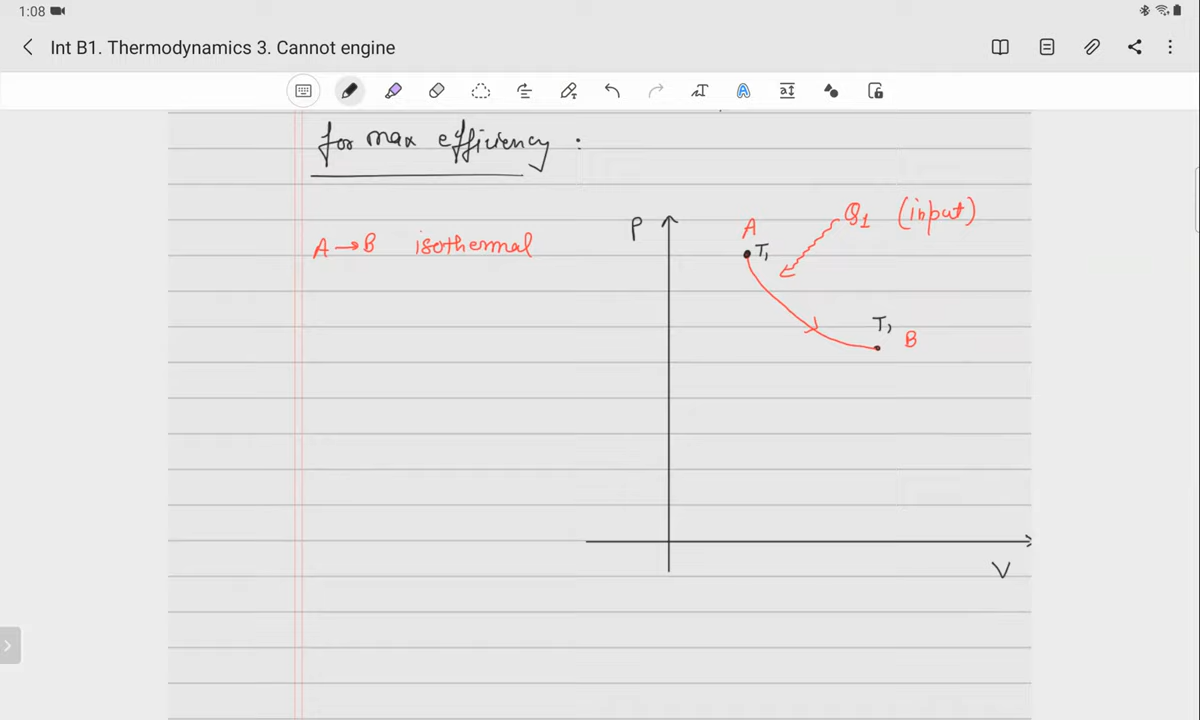 1:08
Int B1. Thermodynamics 3. Cannot engine
for max efficiency :
A → B isothermal
P
A
T₁
Q₁ (input)
T₁
B
V